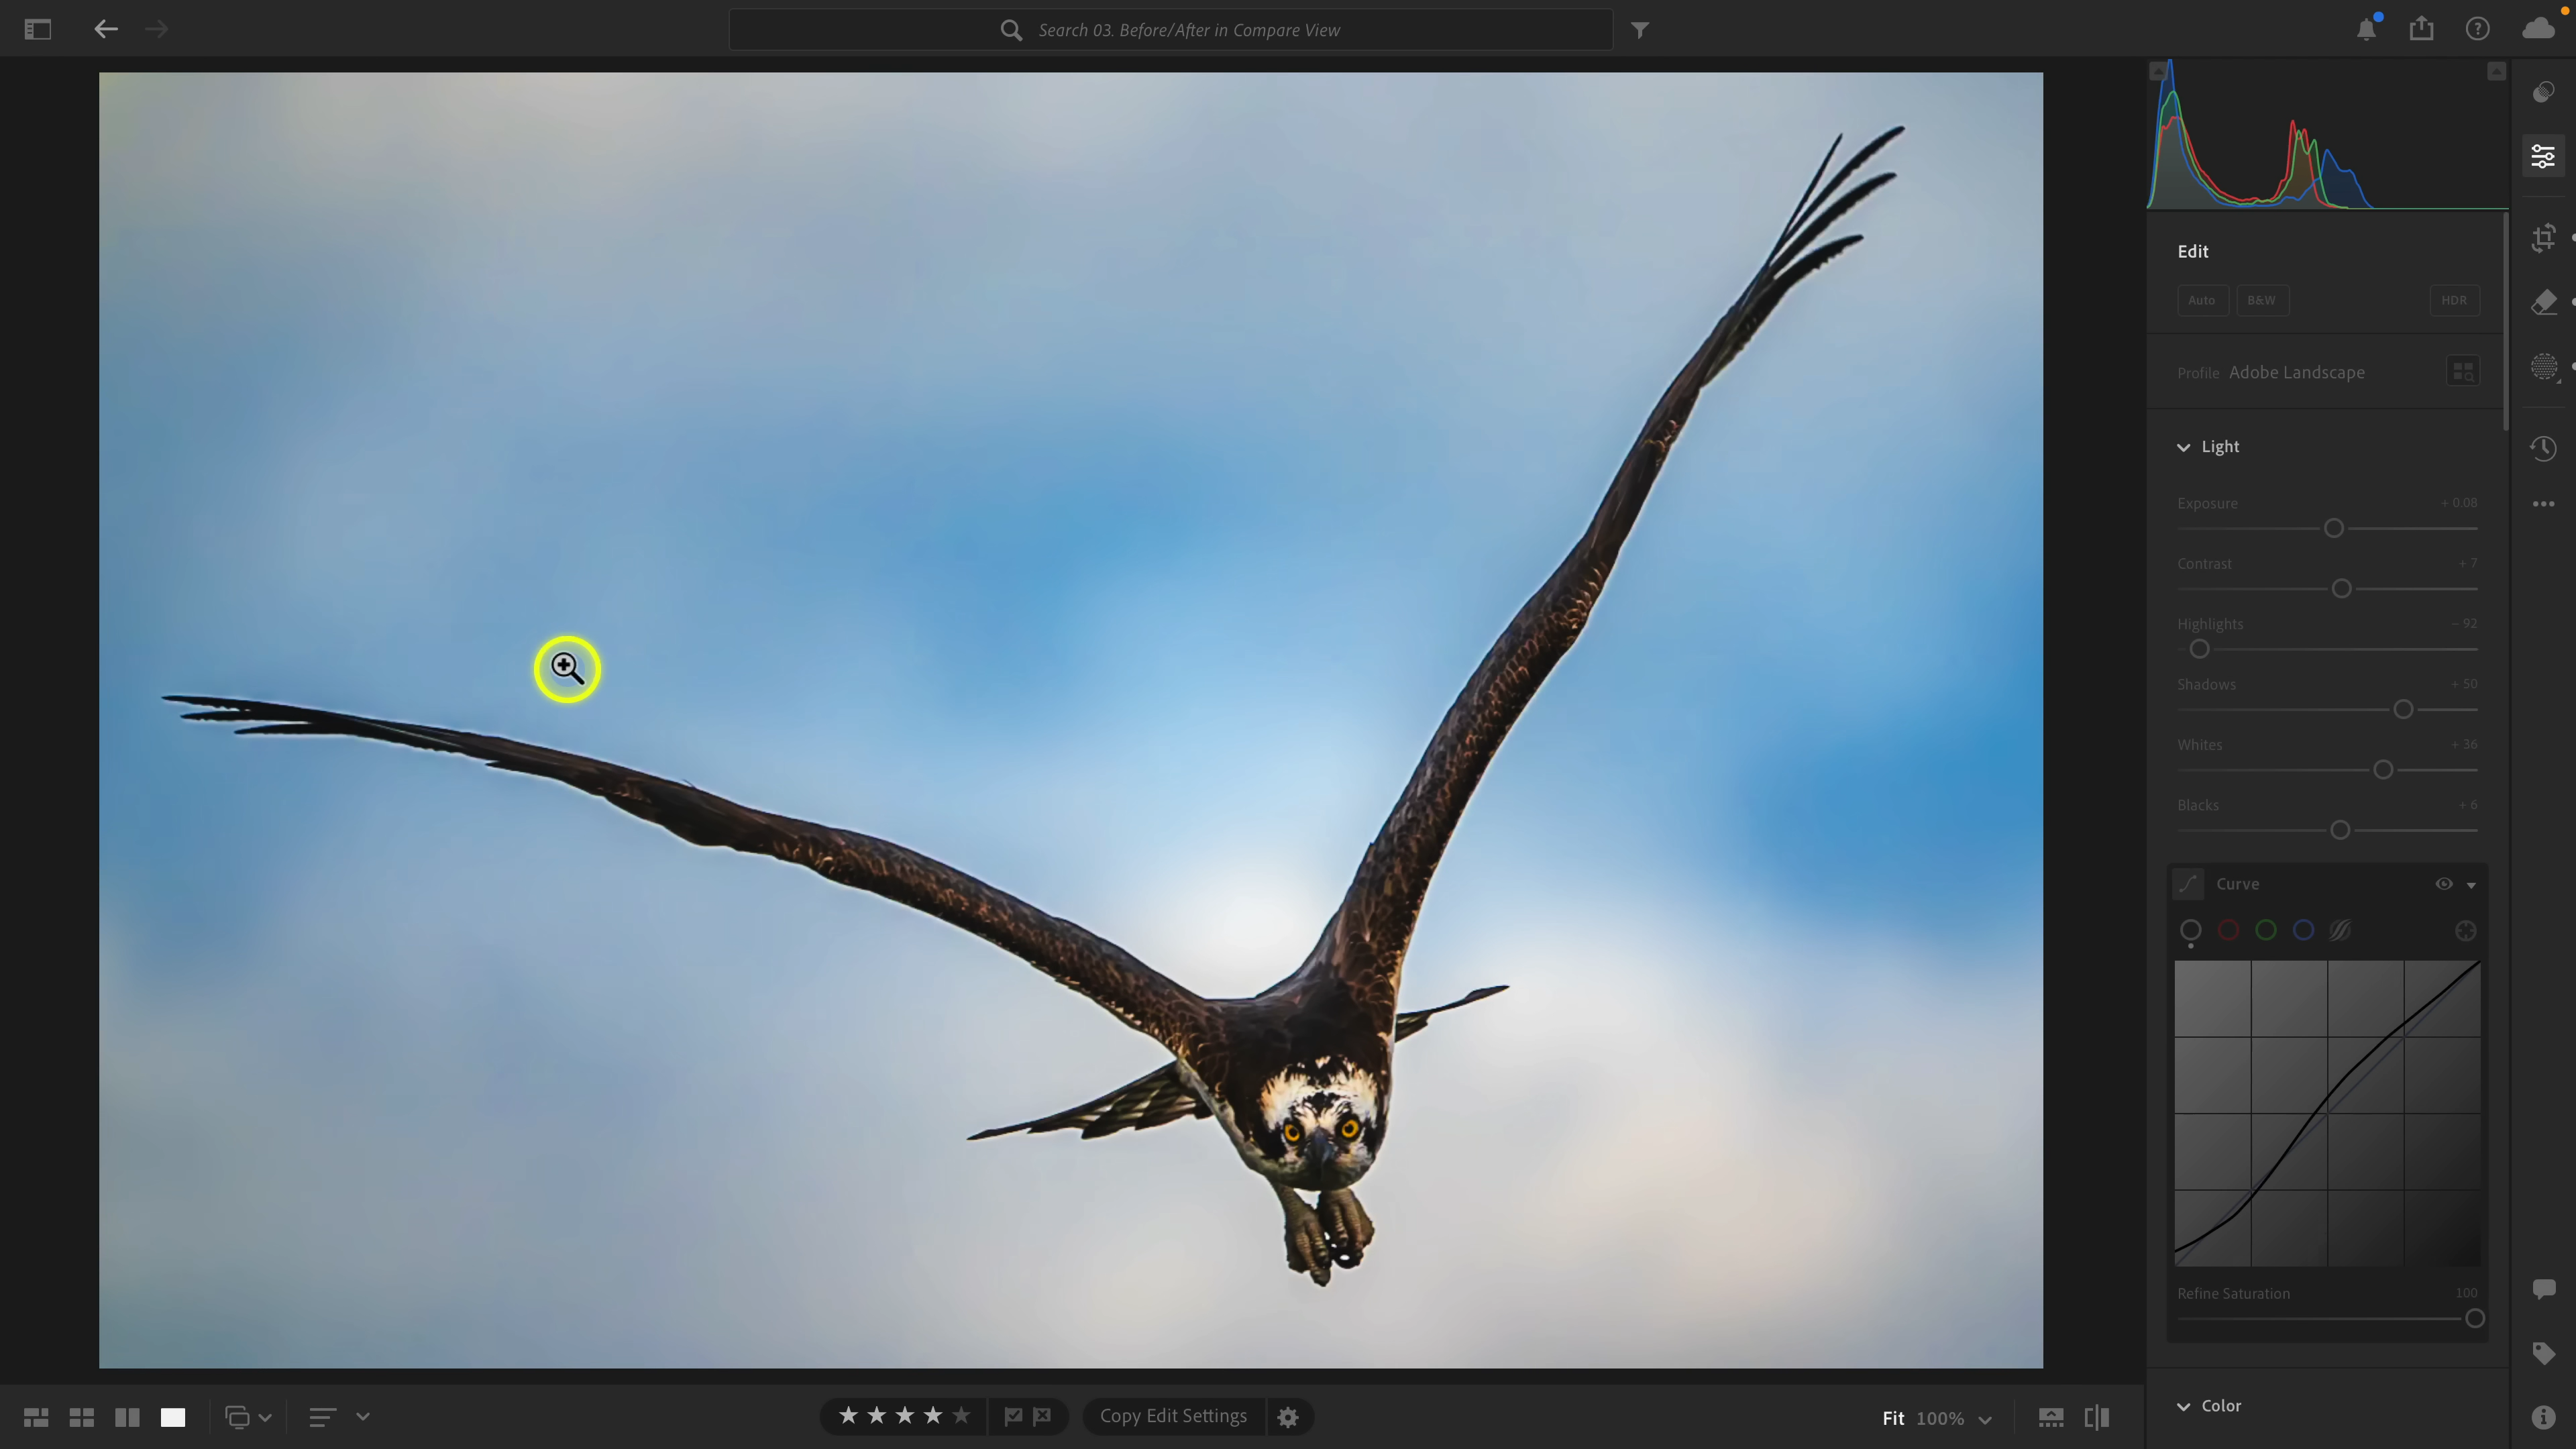 Search 03. Before/After in Compare View
Edit
Auto B&W HDR
Profile Adobe Landscape
Light
Exposure + 0.08
Contrast + 7
Highlights – 92
Shadows + 50
Whites + 36
Blacks + 6
Curve
Refine Saturation 100
Color
Copy Edit Settings
Fit 100%